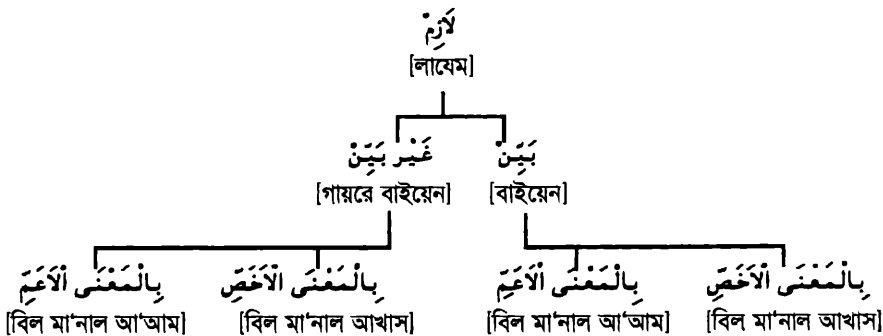 لَازِمْ
[লাযেম]
غَيْر بَيِّنْ بَيِّنْ
[গায়রে বাইয়েন] [বাইয়েন]
بِالْمَعْنَى الْاَعَمِّ بِالْمَعْنَى الْاَخَصِّ بِالْمَعْنَى الْاَعَمِّ بِالْمَعْنَى الْاَخَصِّ
[বিল মা'নাল আ'আম] [বিল মা'নাল আখাস] [বিল মা'নাল আ'আম] [বিল মা'নাল আখাস]